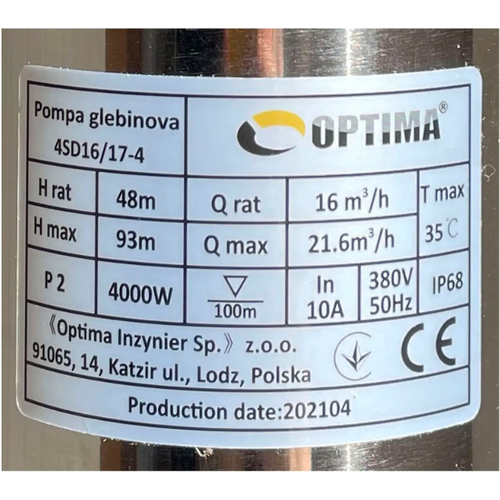 Pompa glebinova
4SD16/17-4
OPTIMA®
H rat
48m
Q rat
16 m³/h
T max
H max
93m
Q max
21.6m³/h
35℃
P 2
4000W
100m
In
10A
380V
50Hz
IP68
《Optima Inzynier Sp.》 z.o.o.
91065, 14, Katzir ul., Lodz, Polska
CE
Production date:202104